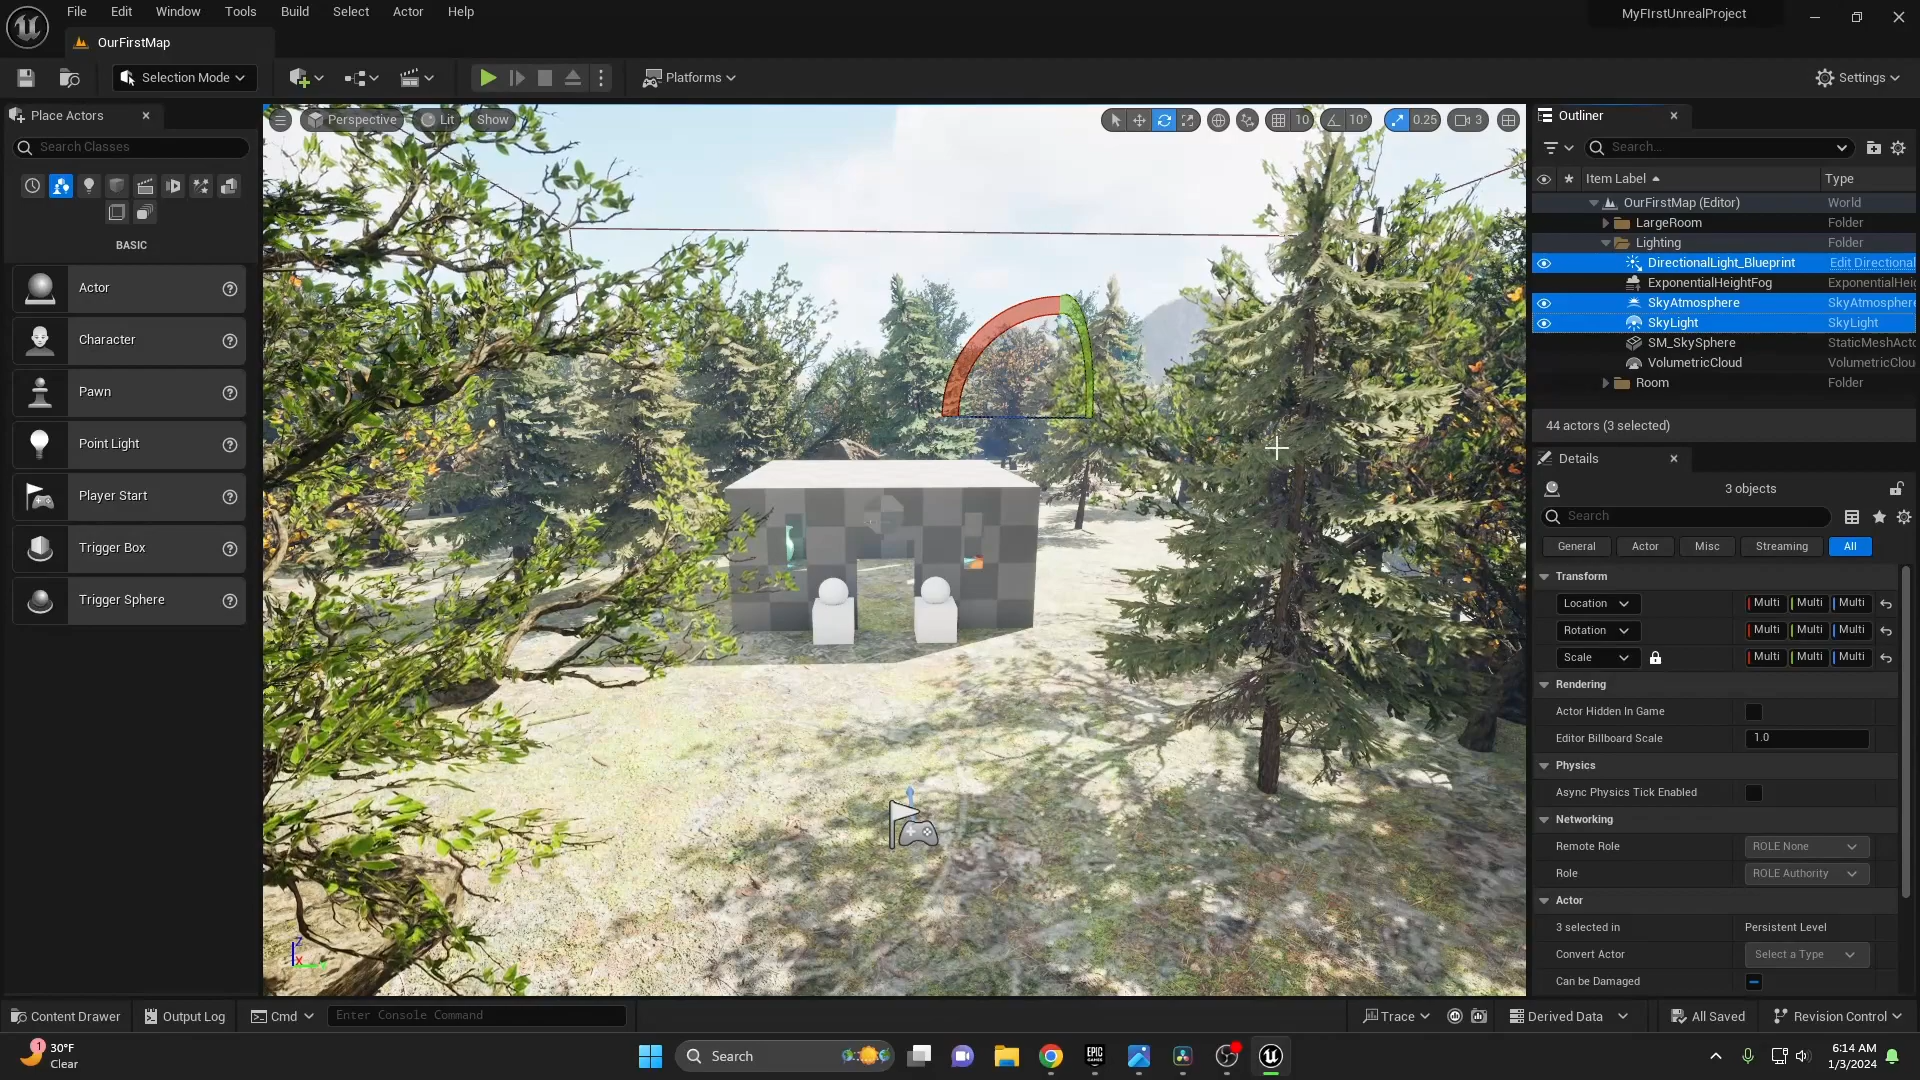 File Edit Window Tools Build Select Actor Help
MyFIrstUnrealProject
OurFirstMap
Selection Mode
Platforms
Settings
Place Actors
Search Classes
BASIC
Actor
Character
Pawn
Point Light
Player Start
Trigger Box
Trigger Sphere
Perspective Lit Show
10 10° 0.25 3
Outliner
Search...
Item Label Type
OurFirstMap (Editor) World
LargeRoom Folder
Lighting Folder
DirectionalLight_Blueprint Edit Directional
ExponentialHeightFog ExponentialHei
SkyAtmosphere SkyAtmosphere
SkyLight SkyLight
SM_SkySphere StaticMeshAct
VolumetricCloud VolumetricClou
Room Folder
44 actors (3 selected)
Details
3 objects
Search
General Actor Misc Streaming All
Transform
Location Multi Multi Multi
Rotation Multi Multi Multi
Scale Multi Multi Multi
Rendering
Actor Hidden In Game
Editor Billboard Scale 1.0
Physics
Async Physics Tick Enabled
Networking
Remote Role ROLE None
Role ROLE Authority
Actor
3 selected in Persistent Level
Convert Actor Select a Type
Can be Damaged
Z
X
Content Drawer Output Log Cmd Enter Console Command Trace Derived Data All Saved Revision Control
1
30°F
Clear
Search
EPIC
GAMES
6:14 AM
1/3/2024